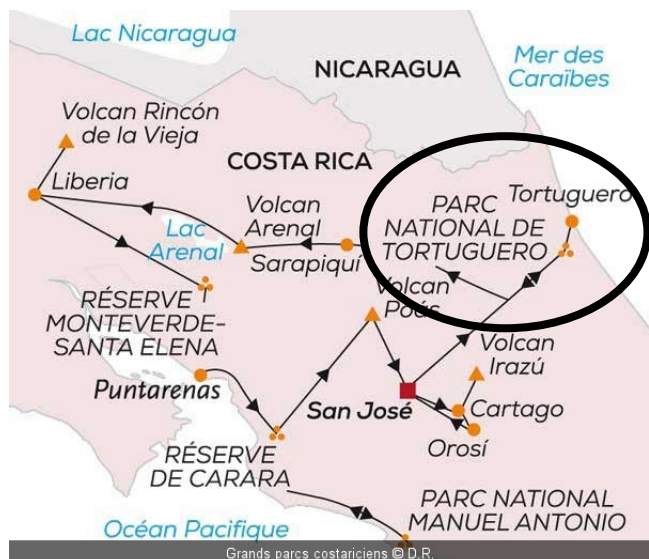 Lac Nicaragua
NICARAGUA
Mer des
Caraïbes
Volcan Rincón
de la Vieja
COSTA RICA
Liberia
Volcan
Arenal
Lac
Arenal
Sarapiquí
PARC
NATIONAL DE
TORTUGUERO
Tortuguero
RÉSERVE
MONTEVERDE-
SANTA ELENA
Volcan
Poás
Volcan
Irazú
Puntarenas
San José
Cartago
Orosí
RÉSERVE
DE CARARA
PARC NATIONAL
MANUEL ANTONIO
Océan Pacifique
Grands parcs costariciens © D.R.